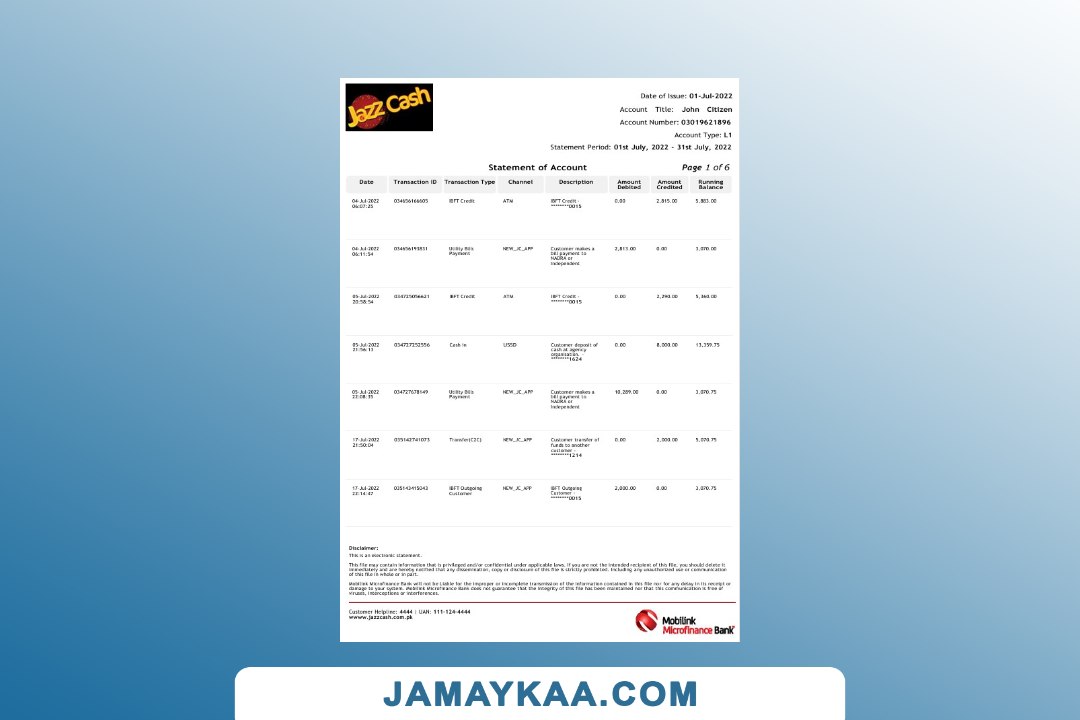 Jazz Cash
Date of Issue: 01-Jul-2022
Account Title: John Citizen
Account Number: 03019621896
Account Type: L1
Statement Period: 01st July, 2022 - 31st July, 2022
Statement of Account
Page 1 of 6
Date Transaction ID Transaction Type Channel Description Amount Debited Amount Credited Running Balance
04-Jul-2022 IBFT Credit ATM IBFT Credit - 0.00 2,815.00 5,883.00
06:07:25 ********0015
04-Jul-2022 Utility Bills NEW_JC_APP Customer makes a 2,813.00 0.00 3,070.00
06:11:54 Payment bill payment to
NADRA or
Independent
05-Jul-2022 034725056621 IBFT Credit ATM IBFT Credit - 0.00 2,290.00 5,360.00
20:58:54 ********0015
05-Jul-2022 034727252556 Cash in USSD Customer deposit of 0.00 8,000.00 13,359.75
21:56:13 cash at agency
organisation.
********1624
05-Jul-2022 034727678149 Utility Bills NEW_JC_APP Customer makes a 10,289.00 0.00 3,070.75
22:08:35 Payment bill payment to
NADRA or
Independent
17-Jul-2022 035142741073 Transfer(C2C) NEW_JC_APP Customer transfer of 0.00 2,000.00 5,070.75
21:50:04 funds to another
customer -
********1214
17-Jul-2022 035143415043 IBFT Outgoing NEW_JC_APP IBFT Outgoing 2,000.00 0.00 3,070.75
22:14:47 Customer Customer
********0015
Disclaimer:
This is an electronic statement.
This file may contain information that is privileged and/or confidential under applicable laws. If you are not the intended recipient of this file, you should delete it
immediately and are hereby notified that any dissemination, copy or disclosure of this file is strictly prohibited. Including any unauthorized use or communication
of this file in whole or in part.
Mobilink Microfinance Bank will not be liable for the improper or incomplete transmission of the information contained in this file nor for any delay in its receipt or
damage to your system. Mobilink Microfinance Bank does not guarantee that the integrity of this file has been maintained nor that this communication is free of
viruses, interceptions or interferences.
Customer Helpline: 4444 | UAN: 111-124-4444
wwww.jazzcash.com.pk
Mobilink
Microfinance Bank
JAMAYKAA.COM